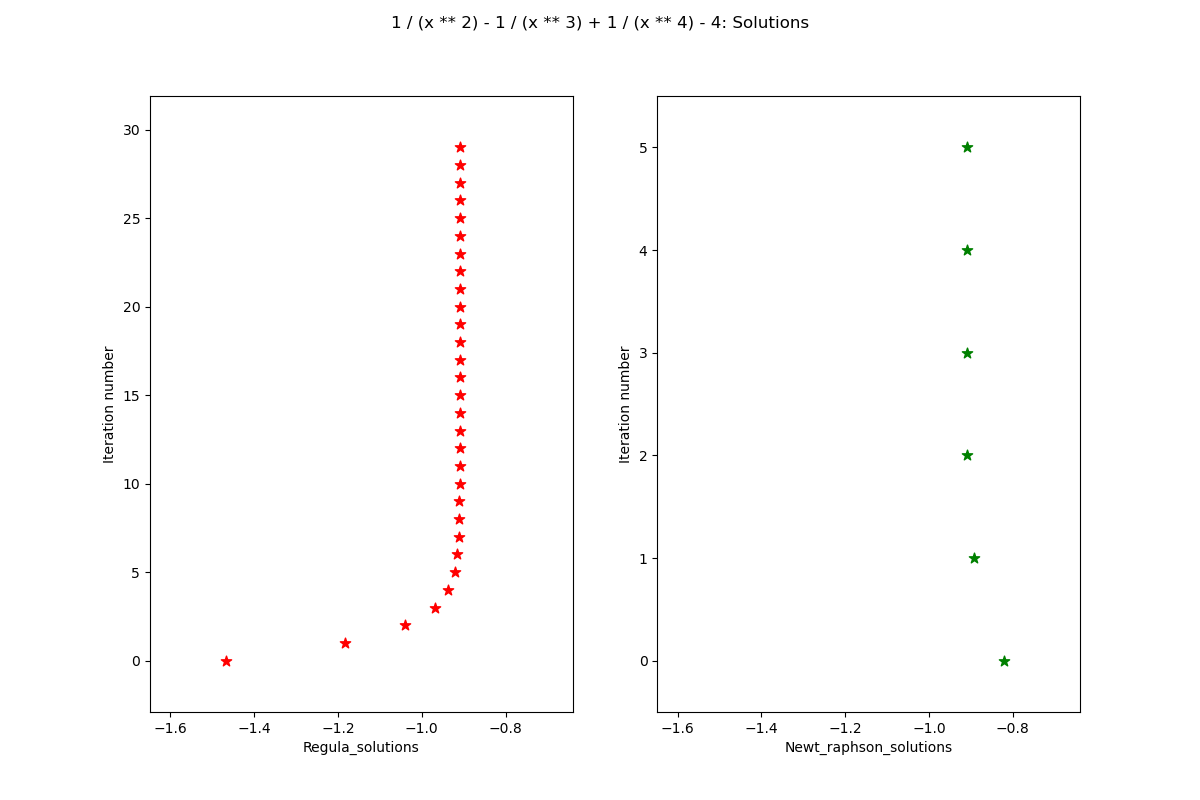 1 / (x ** 2) - 1 / (x ** 3) + 1 / (x ** 4) - 4: Solutions
Iteration number
30
25
20
15
10
5
0
−1.6 −1.4 −1.2 −1.0 −0.8
Regula_solutions
Iteration number
5
4
3
2
1
0
−1.6 −1.4 −1.2 −1.0 −0.8
Newt_raphson_solutions